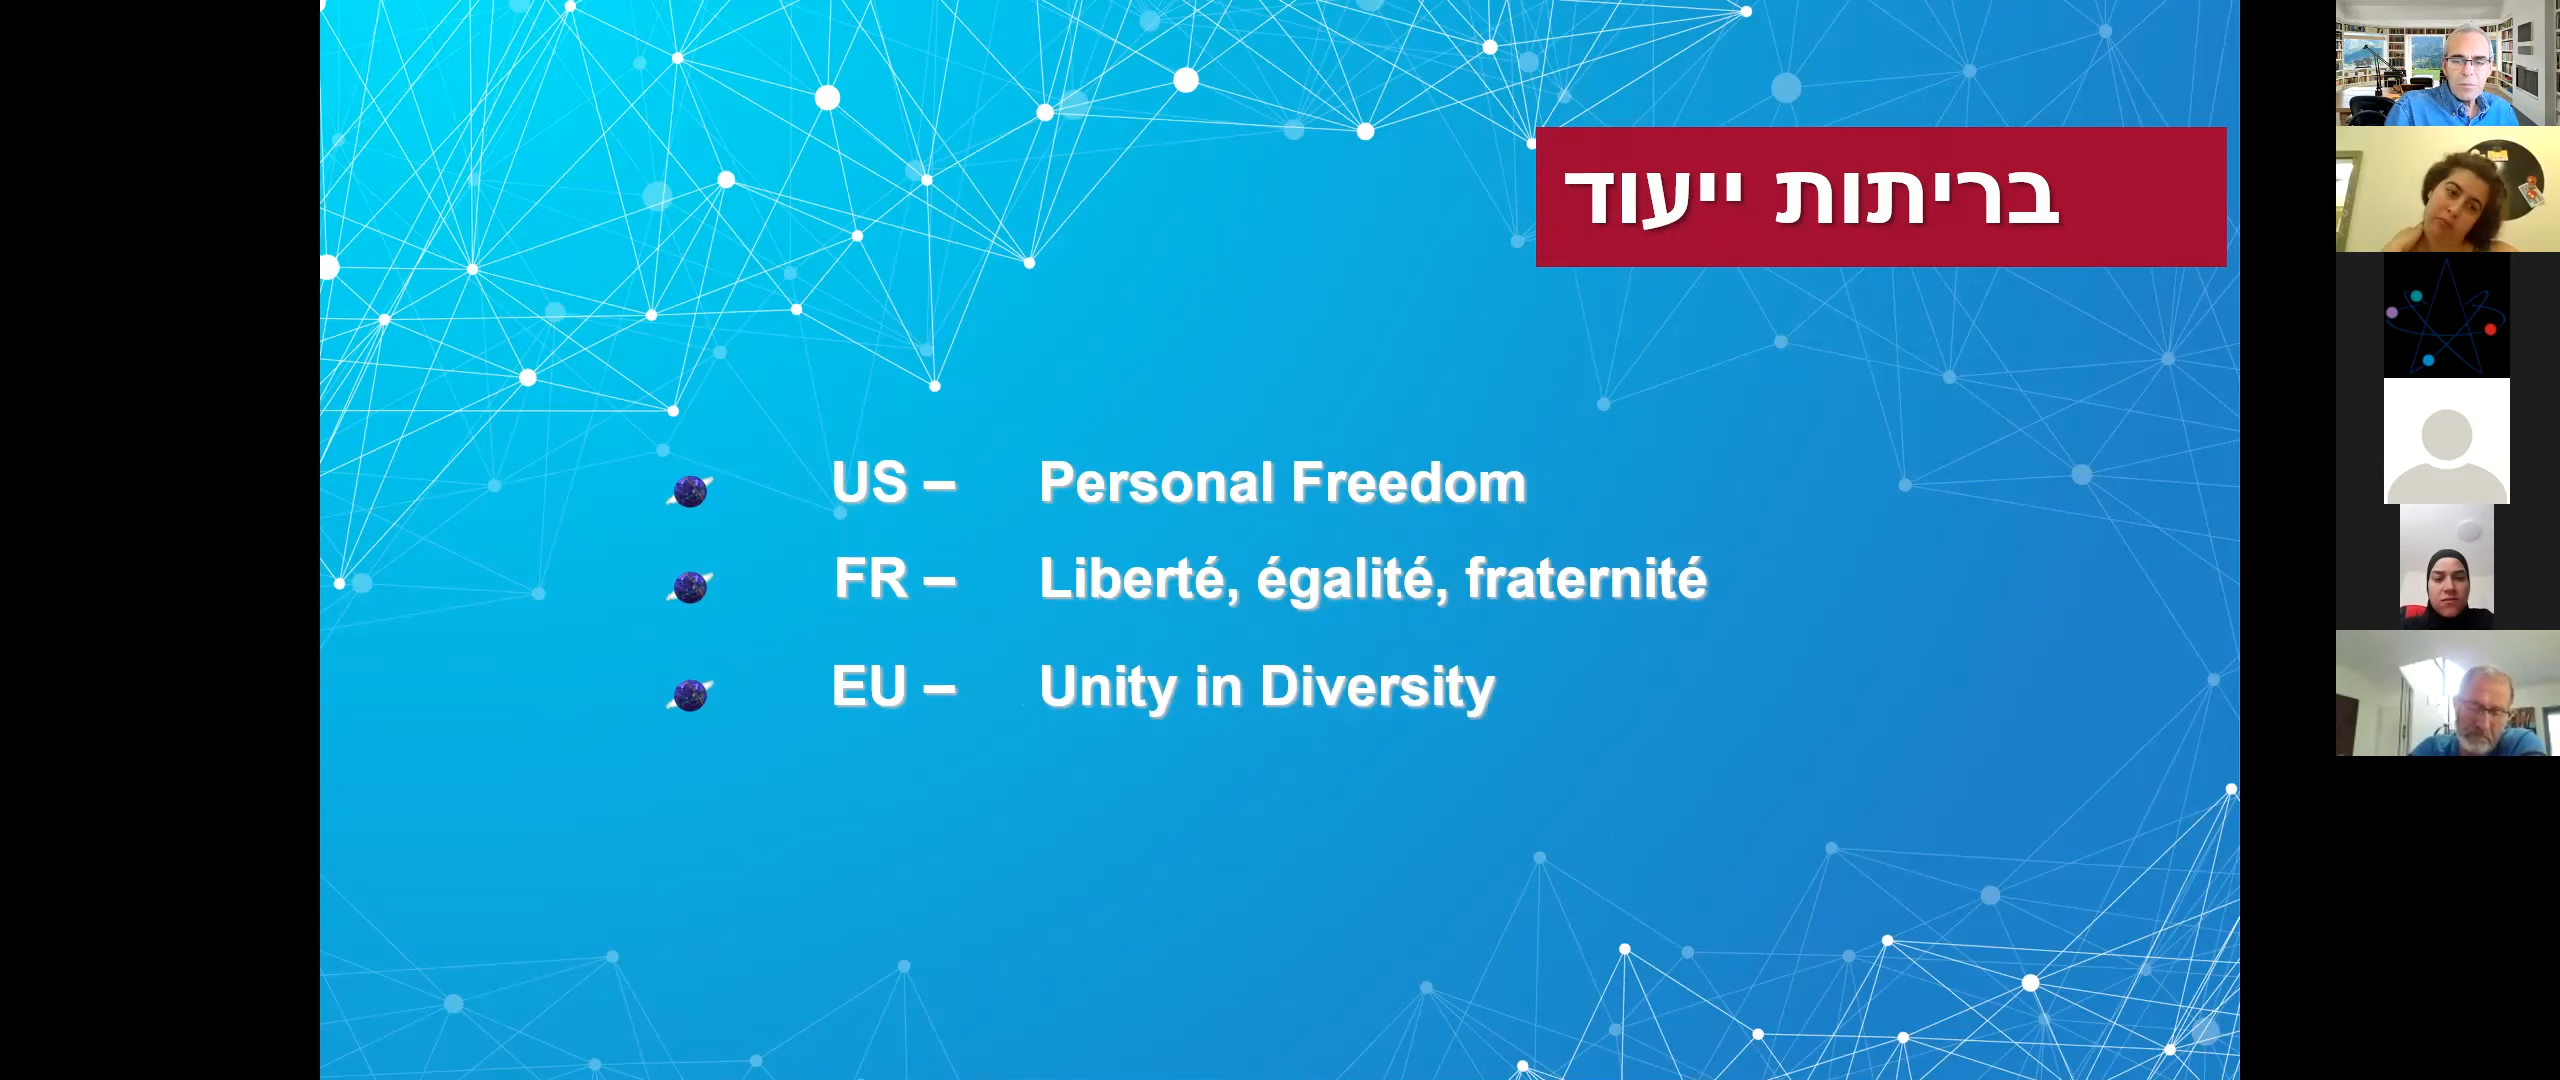 בריתות ייעוד
US – Personal Freedom
FR – Liberté, égalité, fraternité
EU – Unity in Diversity